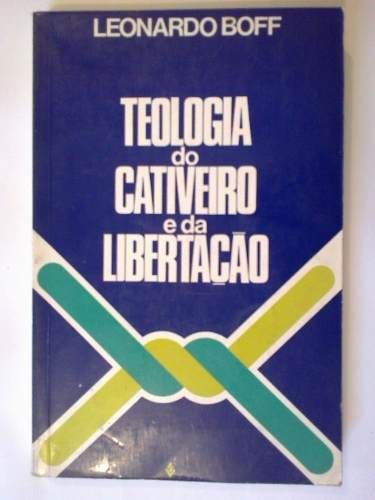 LEONARDO BOFF
TEOLOGIA
do
CATIVEIRO
e da
LIBERTAÇÃO